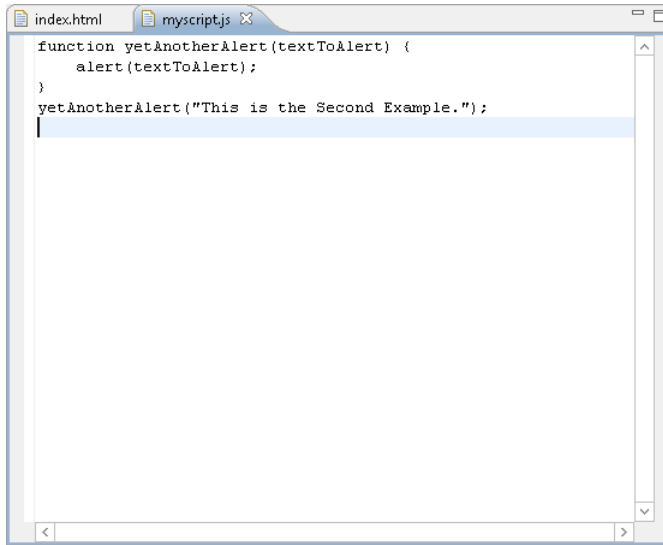 index.html myscript.js
function yetAnotherAlert(textToAlert) {
    alert(textToAlert);
}
yetAnotherAlert("This is the Second Example.");